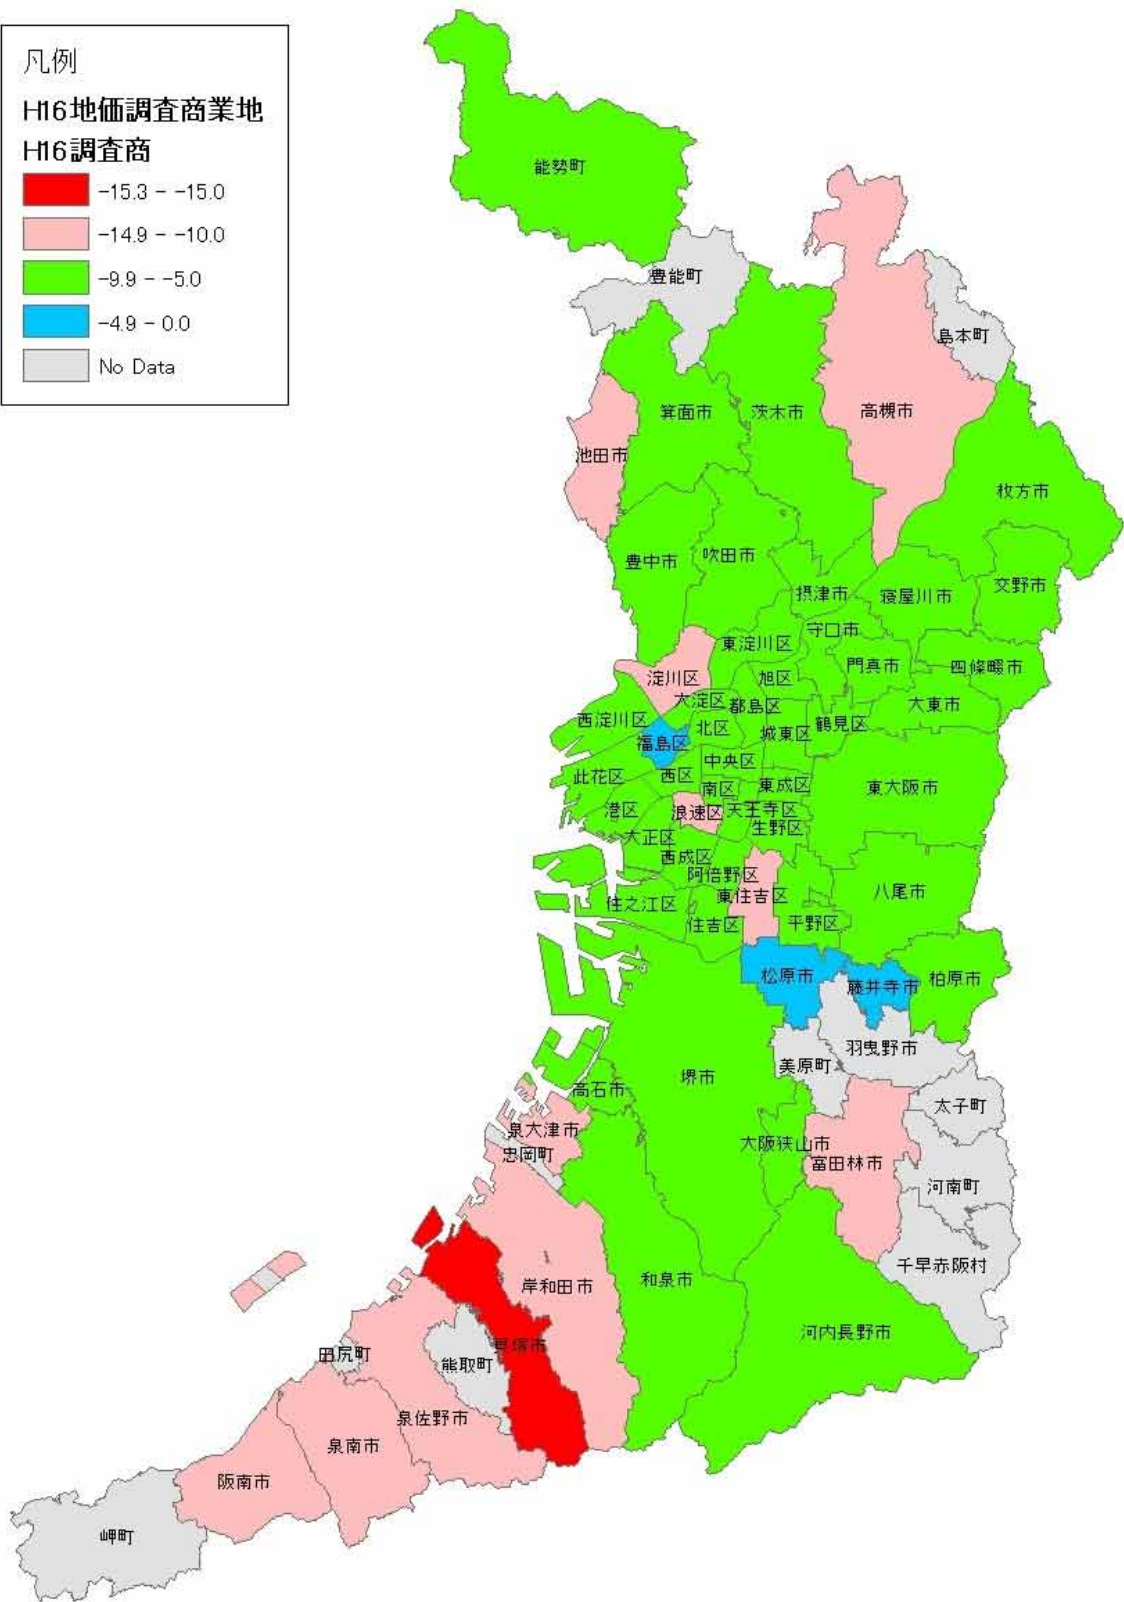 凡例
H16地価調査商業地
H16調査商
-15.3 - -15.0
-14.9 - -10.0
-9.9 - -5.0
-4.9 - 0.0
No Data
能勢町
豊能町
島本町
箕面市
茨木市
高槻市
池田市
枚方市
豊中市
吹田市
摂津市
寝屋川市
交野市
東淀川区
守口市
門真市
四條畷市
淀川区
旭区
大淀区
都島区
大東市
西淀川区
北区
城東区
鶴見区
福島区
中央区
此花区
西区
南区
東成区
東大阪市
港区
浪速区
天王寺区
生野区
大正区
西成区
阿倍野区
東住吉区
八尾市
住之江区
住吉区
平野区
松原市
藤井寺市
柏原市
羽曳野市
美原町
堺市
高石市
太子町
泉大津市
忠岡町
大阪狭山市
富田林市
河南町
千早赤阪村
岸和田市
和泉市
河内長野市
貝塚市
田尻町
熊取町
泉佐野市
泉南市
阪南市
岬町